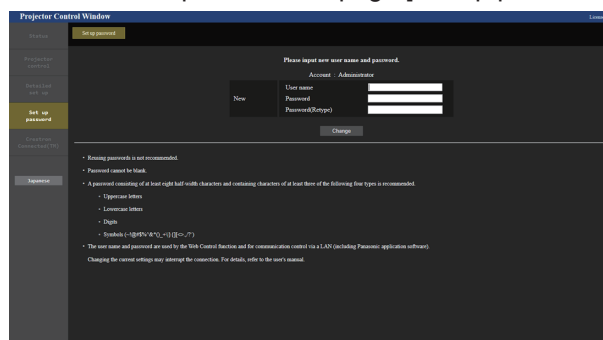 Projector Control Window
Status
Set up password
Projector
control
Please input new user name and password.
Account : Administrator
Detailed
set up
User name
New
Password
Set up
password
Password(Retype)
Change
Crestron
Connected(TM)
• Reusing passwords is not recommended.
• Password cannot be blank.
Japanese
• A password consisting of at least eight half-width characters and containing characters of at least three of the following four types is recommended.
• Uppercase letters
• Lowercase letters
• Digits
• Symbols
• The user name and password are used by the Web Control function and for communication control via a LAN (including Panasonic application software).
Changing the current settings may interrupt the connection. For details, refer to the user's manual.